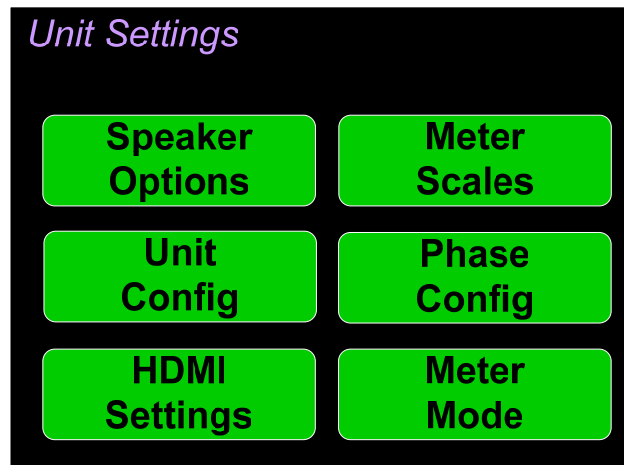 Unit Settings
Speaker
Options
Meter
Scales
Unit
Config
Phase
Config
HDMI
Settings
Meter
Mode